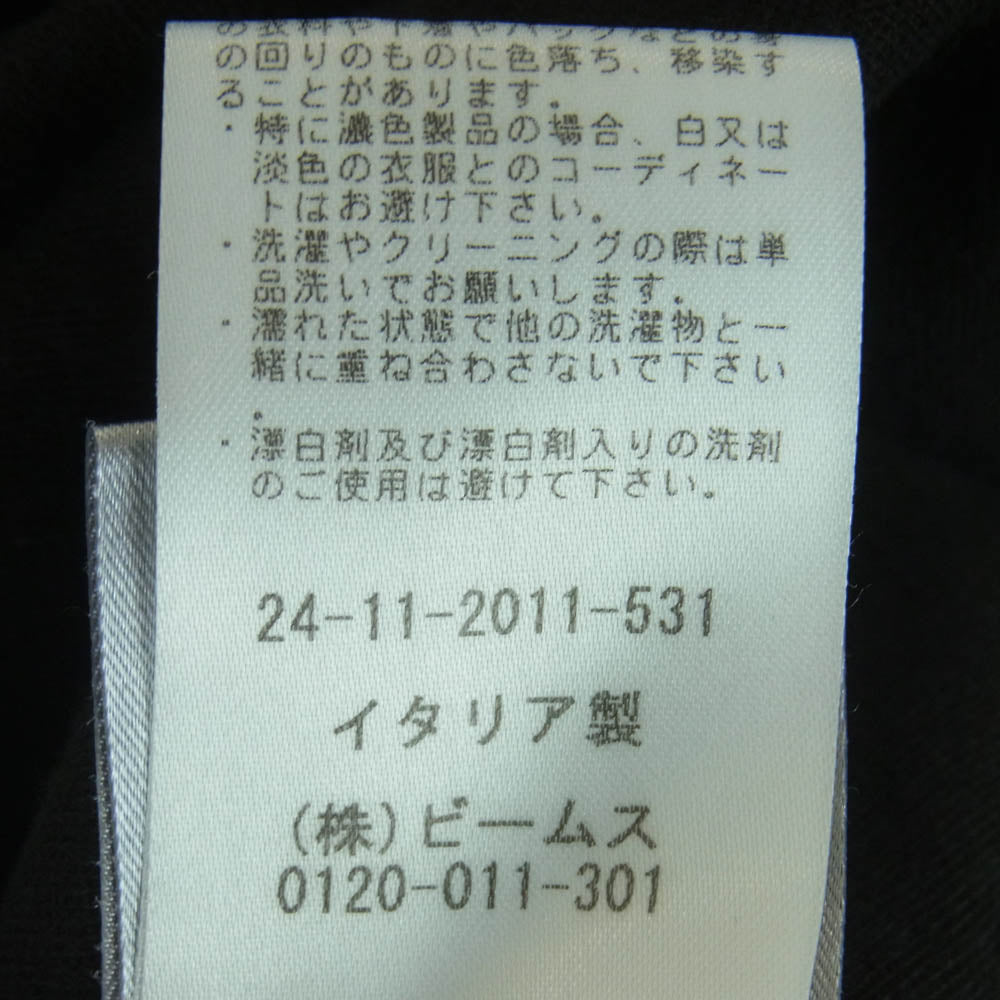 の回りのものに色落ち、移染す
ることがあります。
・特に濃色製品の場合、白又は
淡色の衣服とのコーディネー
トはお避け下さい。
・洗濯やクリーニングの際は単
品洗いでお願いします。
・濡れた状態で他の洗濯物と一
緒に重ね合わさないで下さい
。
・漂白剤及び漂白剤入りの洗剤
のご使用は避けて下さい。
24-11-2011-531
イタリア製
(株)ビームス
0120-011-301